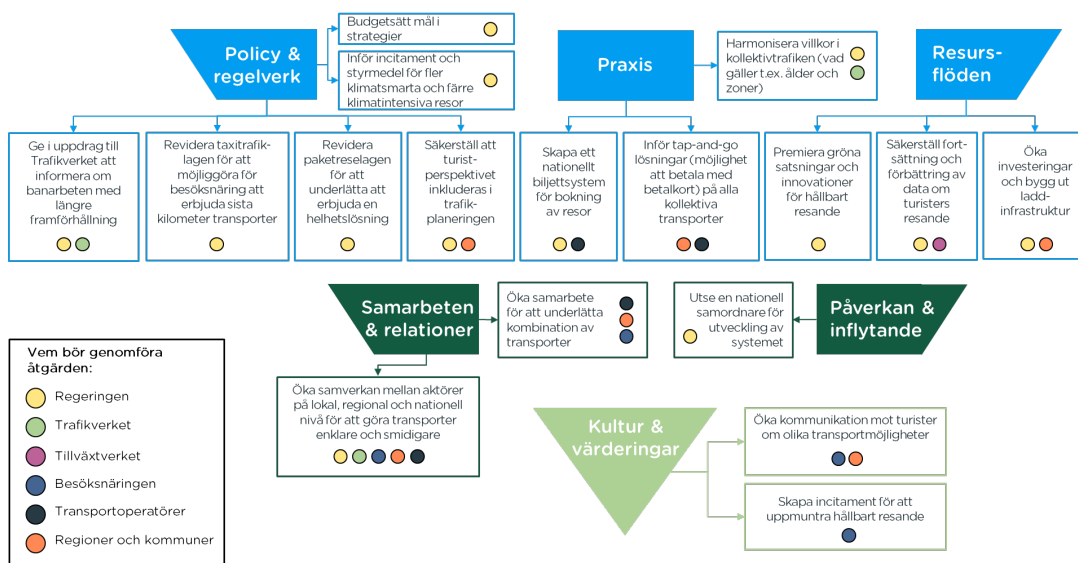 Policy &
regelverk
Budgetsätt mål i
strategier
Inför incitament och
styrmedel för fler
klimatsmarta och färre
klimatintensiva resor
Praxis
Harmonisera villkor i
kollektivtrafiken (vad
gäller t.ex. ålder och
zoner)
Resurs-
flöden
Ge i uppdrag till
Trafikverket att
informera om
banarbeten med
längre
framförhållning
Revidera taxitrafik-
lagen för att
möjliggöra för
besöksnäring att
erbjuda sista
kilometer transporter
Revidera
paketreselagen
för att
underlätta att
erbjuda en
helhetslösning
Säkerställ att
turist-
perspektivet
inkluderas i
trafik-
planeringen
Skapa ett
nationellt
biljettsystem
för bokning
av resor
Inför tap-and-go
lösningar (möjlighet
att betala med
betalkort) på alla
kollektiva
transporter
Premiera gröna
satsningar och
innovationer
för hållbart
resande
Säkerställ fort-
sättning och
förbättring av
data om
turisters
resande
Öka
investeringar
och bygg ut
ladd-
infrastruktur
Samarbeten
& relationer
Öka samarbete
för att underlätta
kombination av
transporter
Utse en nationell
samordnare för
utveckling av
systemet
Påverkan &
inflytande
Öka samverkan mellan aktörer
på lokal, regional och nationell
nivå för att göra transporter
enklare och smidigare
Kultur &
värderingar
Öka kommunikation mot turister
om olika transportmöjligheter
Skapa incitament för att
uppmuntra hållbart resande
Vem bör genomföra
åtgärden:
Regeringen
Trafikverket
Tillväxtverket
Besöksnäringen
Transportoperatörer
Regioner och kommuner